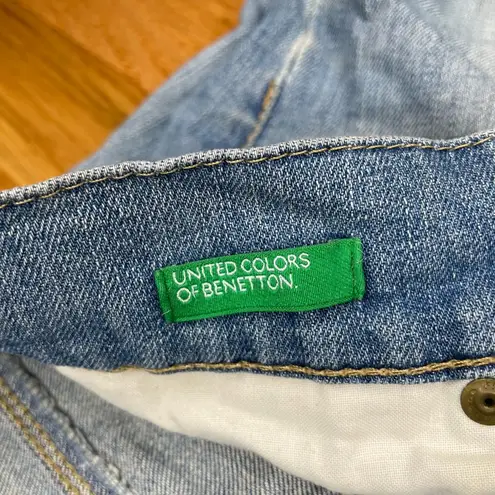 UNITED COLORS
OF BENETTON.